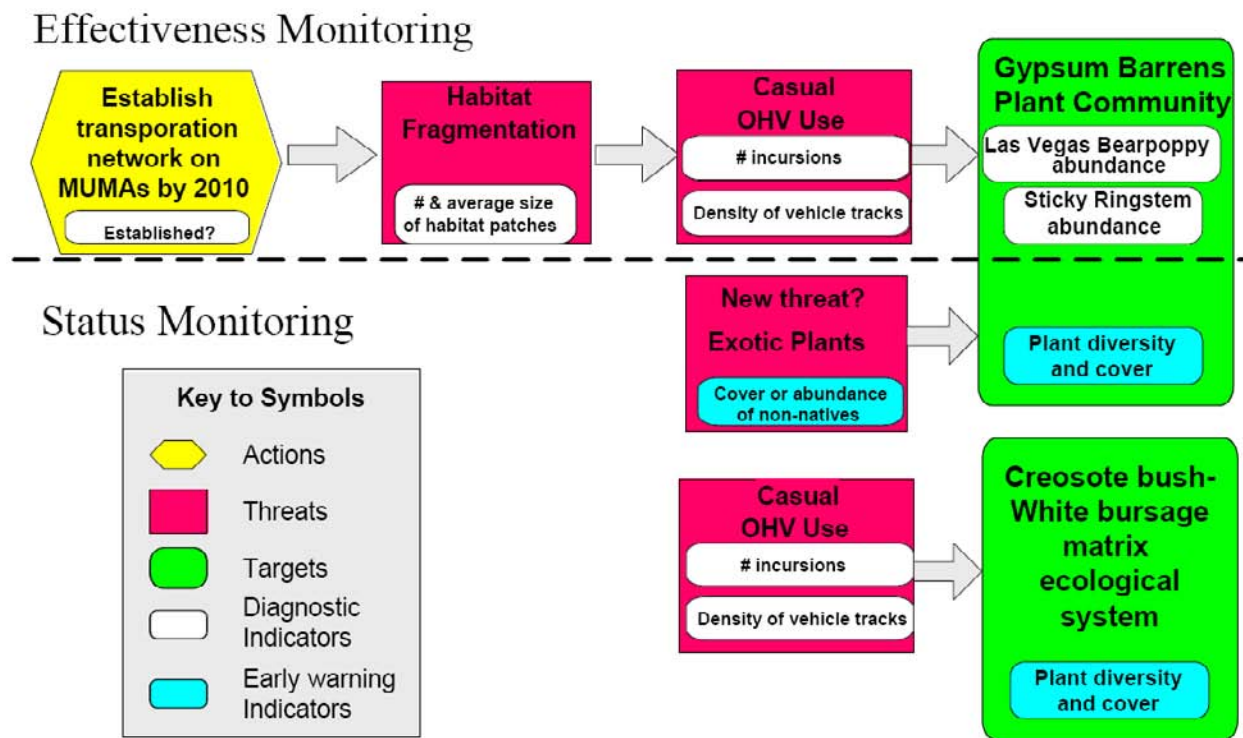 Effectiveness Monitoring
Establish
transporation
network on
MUMAs by 2010
Established?
Habitat
Fragmentation
# & average size
of habitat patches
Casual
OHV Use
# incursions
Density of vehicle tracks
Gypsum Barrens
Plant Community
Las Vegas Bearpoppy
abundance
Sticky Ringstem
abundance
Plant diversity
and cover
Status Monitoring
New threat?
Exotic Plants
Cover or abundance
of non-natives
Key to Symbols
Actions
Threats
Targets
Diagnostic
Indicators
Early warning
Indicators
Casual
OHV Use
# incursions
Density of vehicle tracks
Creosote bush-
White bursage
matrix
ecological
system
Plant diversity
and cover